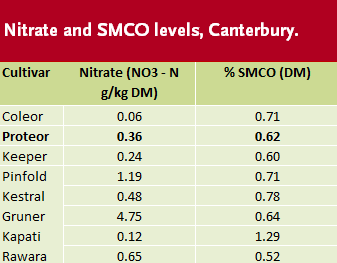 Nitrate and SMCO levels, Canterbury.
Cultivar Nitrate (NO3 - N g/kg DM) % SMCO (DM)
Coleor 0.06 0.71
Proteor 0.36 0.62
Keeper 0.24 0.60
Pinfold 1.19 0.71
Kestral 0.48 0.78
Gruner 4.75 0.64
Kapati 0.12 1.29
Rawara 0.65 0.52